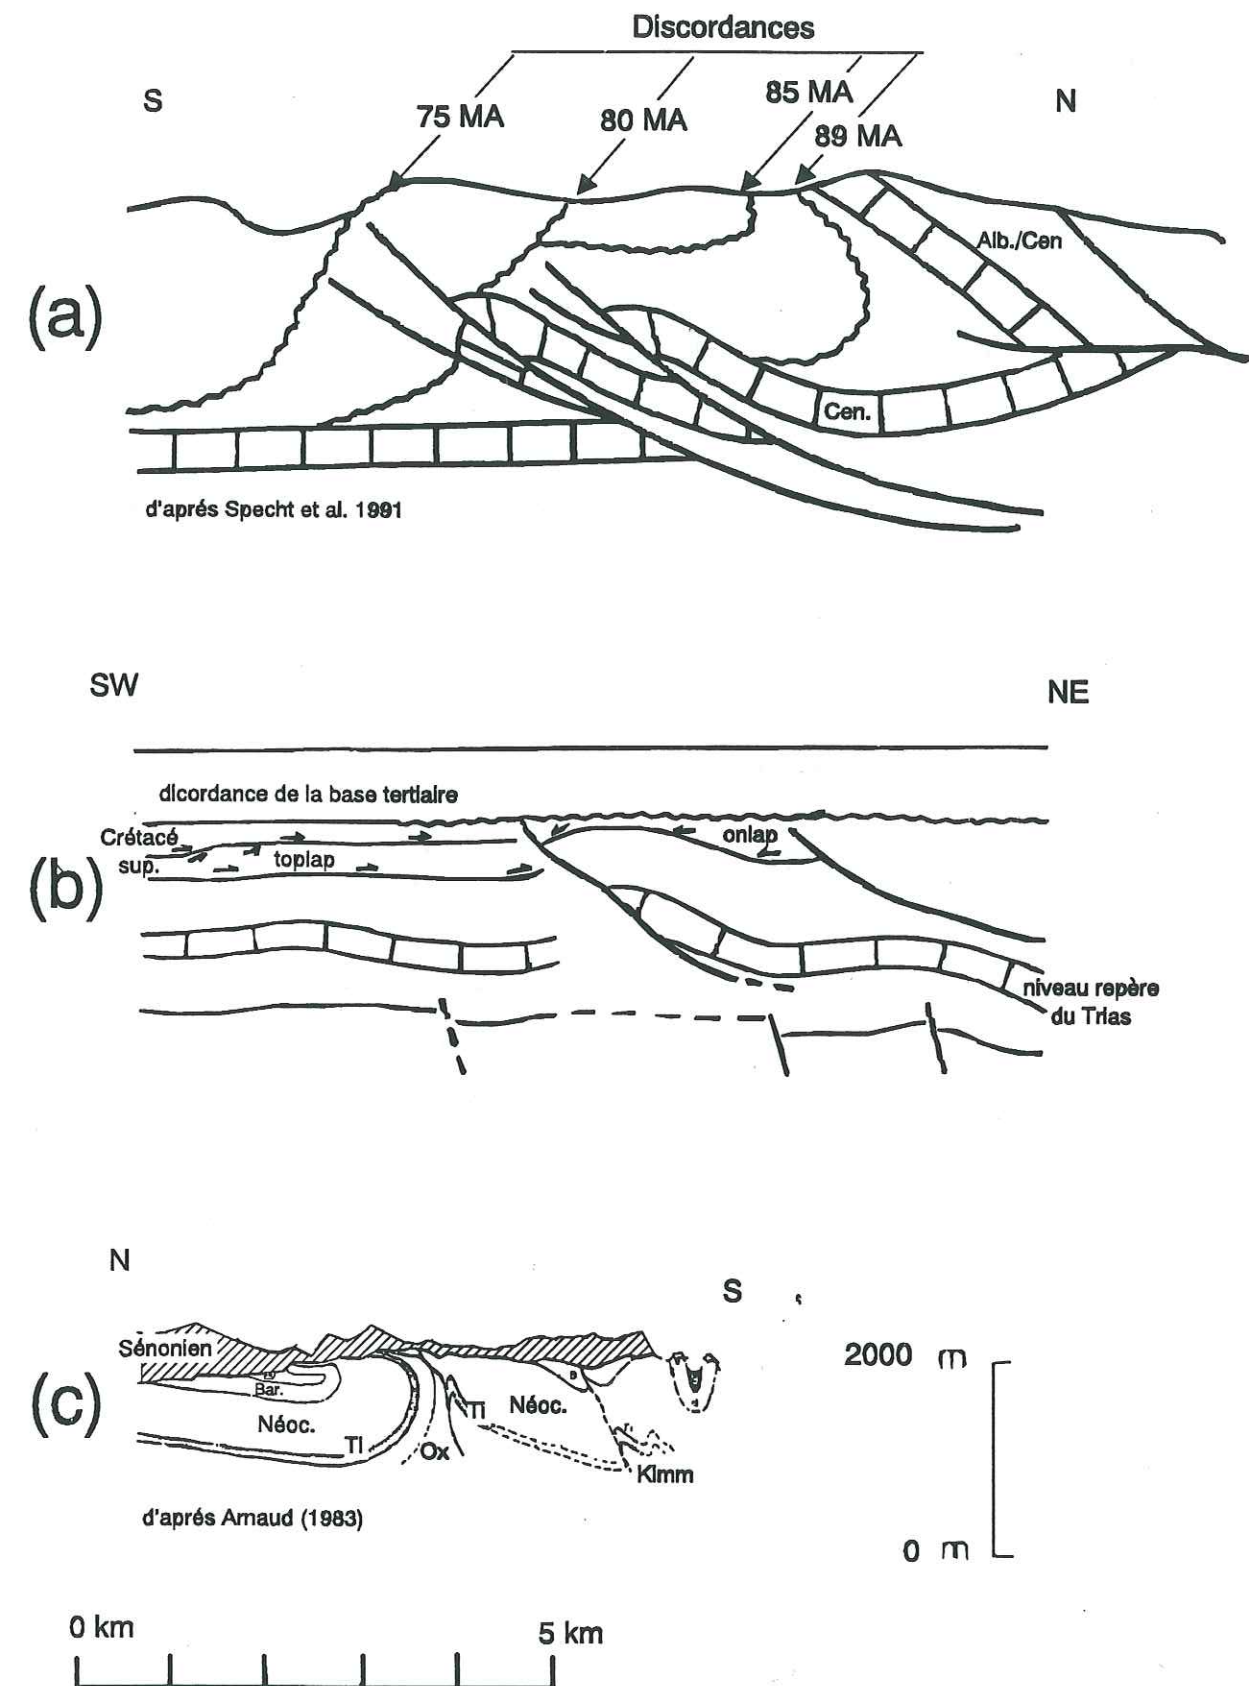 Discordances
S
75 MA
80 MA
85 MA
89 MA
N
(a)
Alb./Cen
Cen.
d'aprés Specht et al. 1991
SW
NE
dicordance de la base tertiaire
Crétacé
sup.
toplap
onlap
(b)
niveau repère
du Trias
N
S
Sénonien
(c)
Bar.
Néoc.
Ti
Ox
Ti
Néoc.
Kimm
2000 m
0 m
d'aprés Arnaud (1983)
0 km
5 km